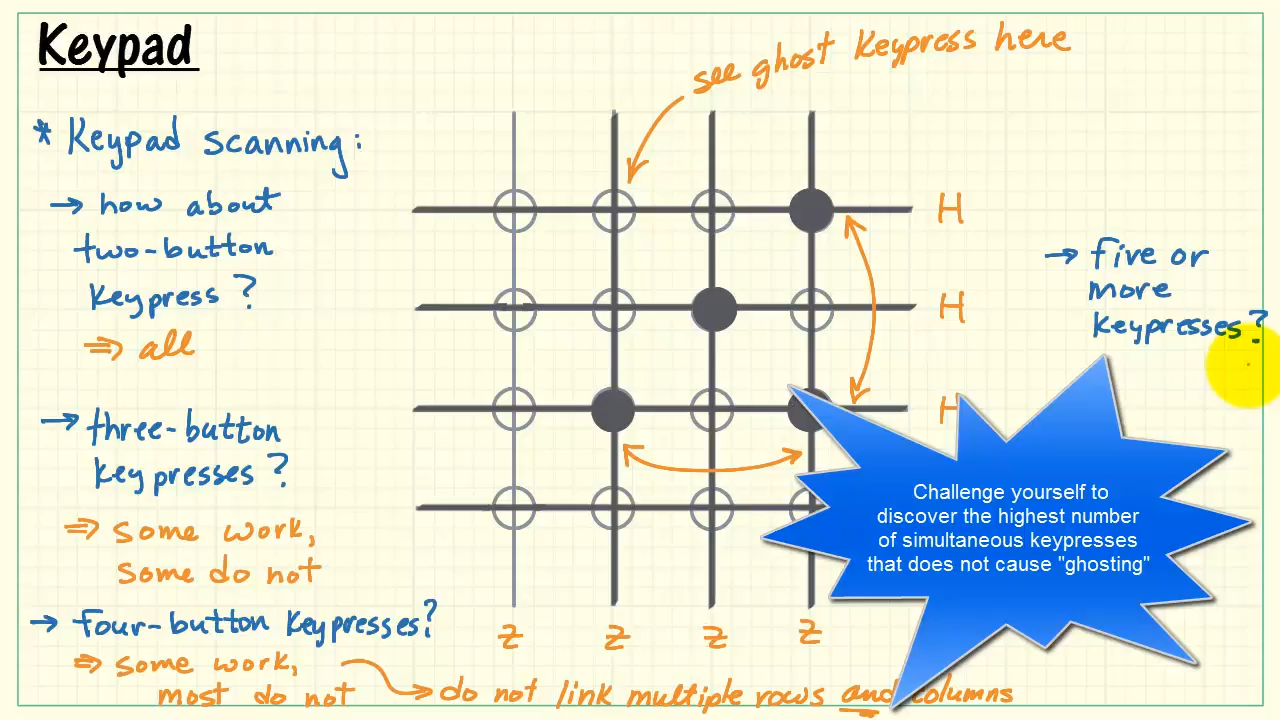 Keypad
see ghost Keypress here
* Keypad scanning:
→ how about
two-button
Keypress?
⇒ all
→ three-button
Keypresses?
⇒ some work,
some do not
→ four-button Keypresses?
⇒ some work,
most do not → do not link multiple rows and columns
H
H
H
Z Z Z Z
→ five or
more
Keypresses?
Challenge yourself to
discover the highest number
of simultaneous keypresses
that does not cause "ghosting"